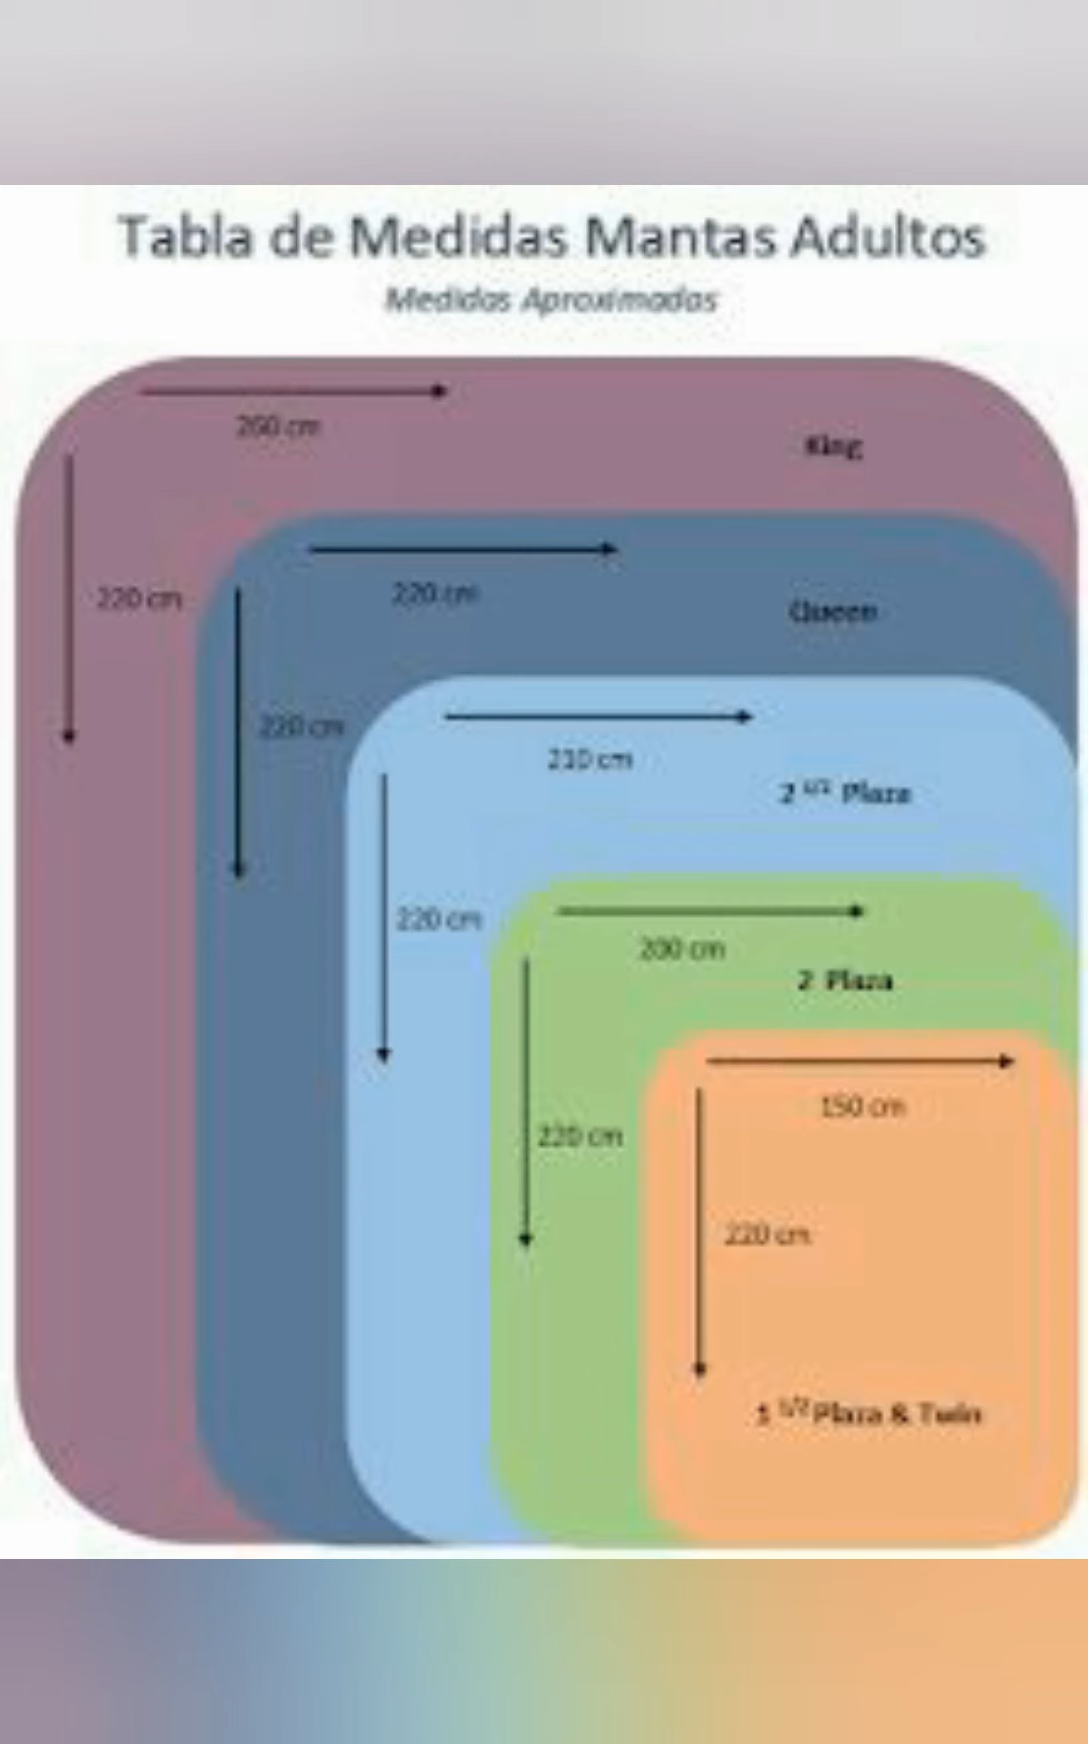 Tabla de Medidas Mantas Adultos
Medidas Aproximadas
260 cm
King
220 cm
220 cm
Queen
220 cm
210 cm
2 1/2 Plaza
220 cm
200 cm
2 Plaza
150 cm
220 cm
220 cm
1 1/2 Plaza & Twin